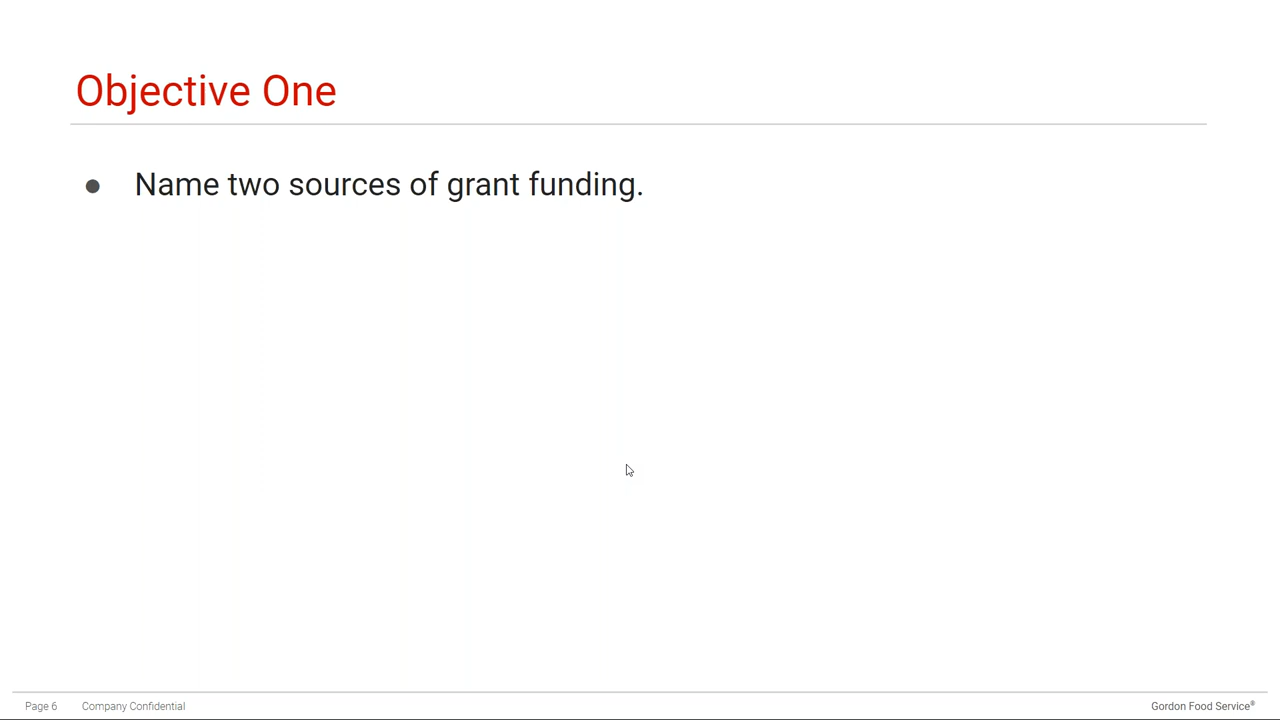 Objective One
● Name two sources of grant funding.
Page 6 Company Confidential Gordon Food Service®